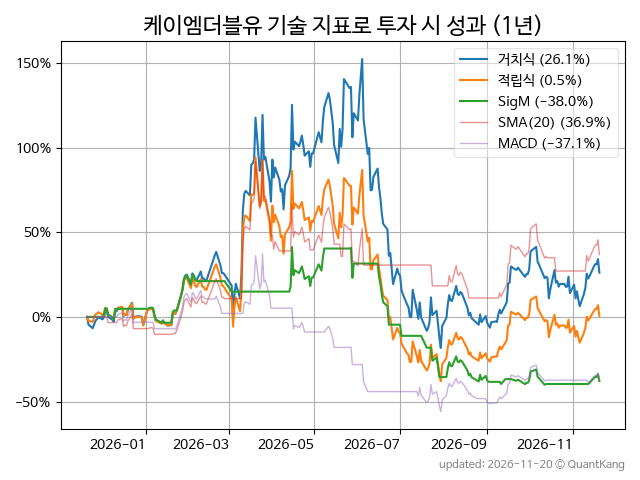 케이엠더블유 기술 지표로 투자 시 성과 (1년)
거치식 (26.1%)
적립식 (0.5%)
SigM (−38.0%)
SMA(20) (36.9%)
MACD (−37.1%)
150%
100%
50%
0%
−50%
2026-01
2026-03
2026-05
2026-07
2026-09
2026-11
updated: 2026-11-20 © QuantKang